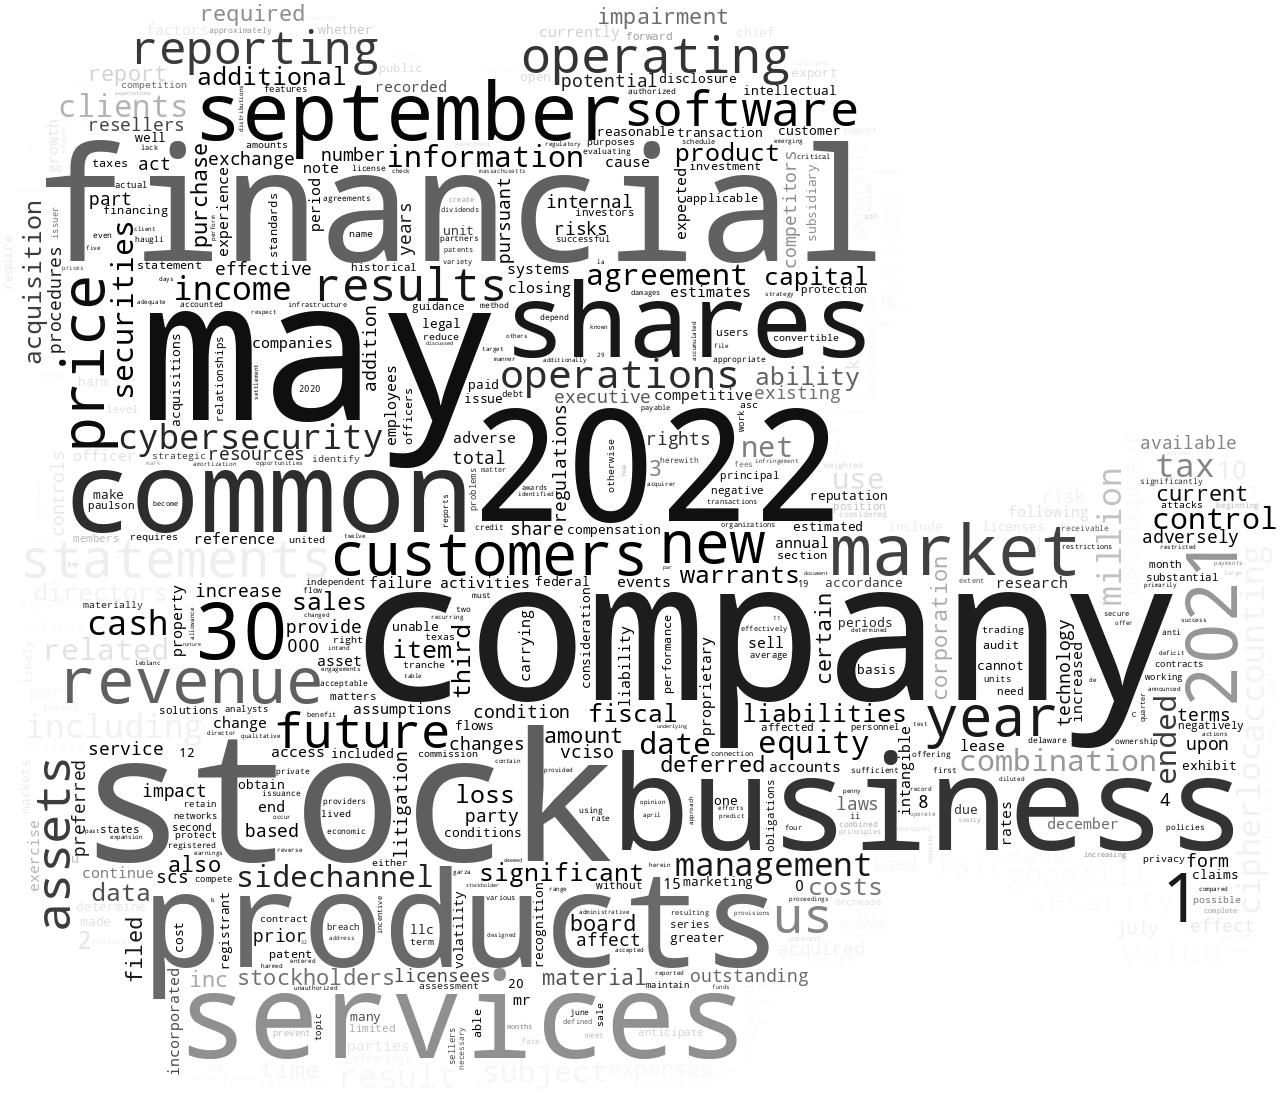 required
impairment
factors
approximately
whether
currently
forward
chief
reporting
operating
public
report
additional
potential
disclosure
open
export
competition
features
recorded
authorized
intellectual
clients
september
software
resellers
amounts
reasonable
transaction
customer
support
well
lack
purposes
regulatory
schedule
emerging
taxes
act
exchange
number
information
evaluating
cause
product
critical
note
license
check
massachusetts
investment
financial
actual
part
purchase
experience
standards
period
agreements
create
dividends
internal
investors
expected
applicable
competitors
subsidiary
add
financing
client
haugli
perform
name
years
unit
partners
patents
variety
pursuant
risks
successful
issuer
even
five
acquisition
procedures
prices
securities
statement
effective
historical
systems
la
agreement
capital
days
adequate
income
results
closing
damages
estimates
strategy
protection
13
price
accounted
infrastructure
guidance
method
shares
may
respect
legal
reduce
depend
known
users
file
convertible
others
discussed
companies
acquisitions
relationships
2020
settlement
addition
target
manner
additionally
29
accumulated
appropriate
harm
level
employees
officers
paid
issue
debt
operations
ability
executive
competitive
existing
cybersecurity
2022
payable
work
asc
officer
strategic
resources
identify
adverse
total
regulations
rights
net
available
controls
mark
amortization
opportunities
matter
problems
otherwise
3
herewith
fees
infringement
weighted
tax
10
common
awards
identified
acquirer
principal
negative
transactions
use
reputation
position
considered
significantly
make
paulson
become
reports
risk
current
attacks
beginning
members
requires
reference
united
twelve
credit
share
compensation
organizations
estimated
include
licenses
following
receivable
million
control
statements
customers
new
market
annual
section
restrictions
adversely
restricted
pay
par
document
month
payments
independent
flow
failure
activities
federal
events
warrants
19
accordance
extent
research
substantial
large
directors
increase
changed
must
primarily
materially
property
sales
two
recurring
company
11
periods
determined
secure
offer
success
cash
allowance
30
provide
unable
texas
carrying
consideration
effectively
sell
certain
trading
audit
anti
2021
related
nature
000
right
intend
item
third
liability
performance
average
basis
corporation
cannot
technology
deficit
contracts
leblanc
asset
tranche
engagements
units
need
increased
working
de
announced
revenue
acceptable
matters
table
proprietary
accounting
cipherloc
solutions
analysts
assumptions
condition
fiscal
liabilities
year
quarter
c
terms
including
change
director
qualitative
benefit
future
flows
underlying
affected
personnel
test
offering
delaware
ownership
negatively
actions
service
12
access
included
commission
changes
amount
vciso
date
connection
equity
lease
ended
upon
assets
private
contain
provided
deferred
accounts
sufficient
intangible
first
diluted
combination
exhibit
preferred
impact
obtain
issuance
stock
loss
opinion
approach
obligations
penny
record
laws
8
due
costly
december
4
retain
networks
end
occur
providers
lived
litigation
party
using
rate
april
efforts
predict
one
business
operate
rates
markets
past
states
expansion
second
protect
registered
earnings
based
reverse
economic
conditions
four
ii
combined
principles
policies
exercise
also
either
deemed
garza
herein
management
increasing
privacy
form
claims
continue
scs
compete
sidechannel
significant
stockholder
without
15
marketing
0
costs
used
fair
goodwill
compared
possible
complete
data
b
products
various
range
proceedings
decrease
1
determine
made
2
filed
cost
registrant
contract
prior
patent
32
breach
address
incentive
llc
term
volatility
designed
recognition
administrative
board
affect
accepted
resulting
series
greater
provisions
us
source
july
effect
interest
acquired
value
harmed
entered
inc
stockholders
licensees
material
reported
maintain
outstanding
incorporated
unauthorized
assessment
20
funds
mr
services
topic
many
limited
able
months
june
defined
sale
prevent
sellers
necessary
face
meet
anticipate
parties
offerings
time
result
subject
expenses